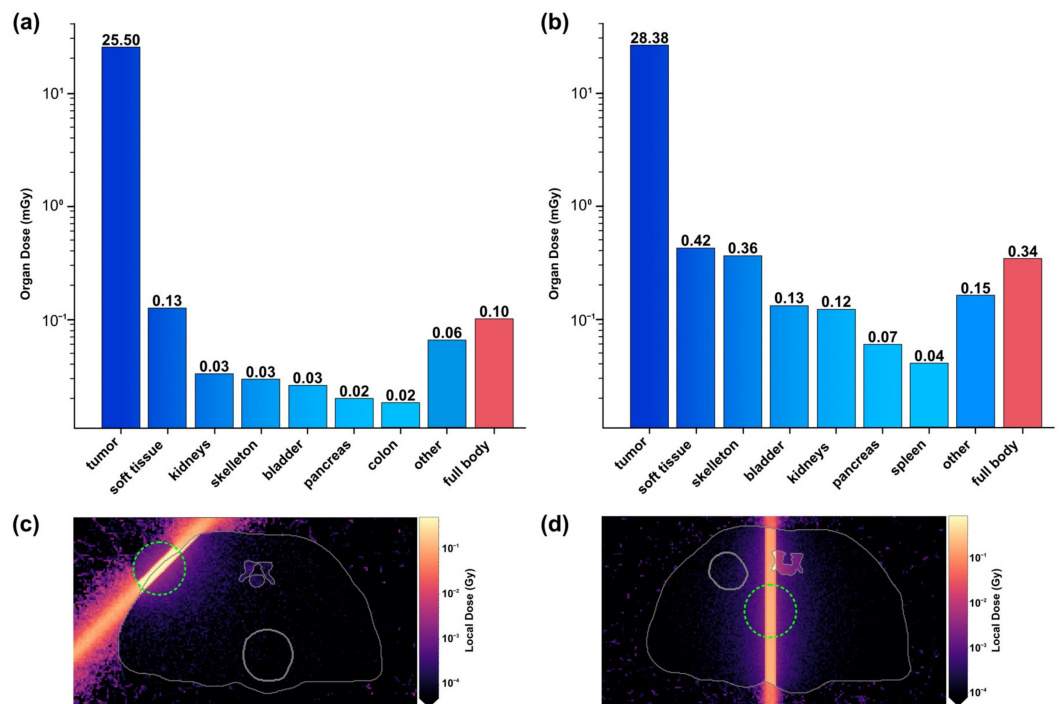 (a)
Organ Dose (mGy)
10¹
10⁰
10⁻¹
25.50
0.13
0.03
0.03
0.03
0.02
0.02
0.06
0.10
tumor
soft tissue
kidneys
skelleton
bladder
pancreas
colon
other
full body
(b)
Organ Dose (mGy)
10¹
10⁰
10⁻¹
28.38
0.42
0.36
0.13
0.12
0.07
0.04
0.15
0.34
tumor
soft tissue
skelleton
bladder
kidneys
pancreas
spleen
other
full body
(c)
10⁻¹
10⁻²
10⁻³
10⁻⁴
Local Dose (Gy)
(d)
10⁻¹
10⁻²
10⁻³
10⁻⁴
Local Dose (Gy)